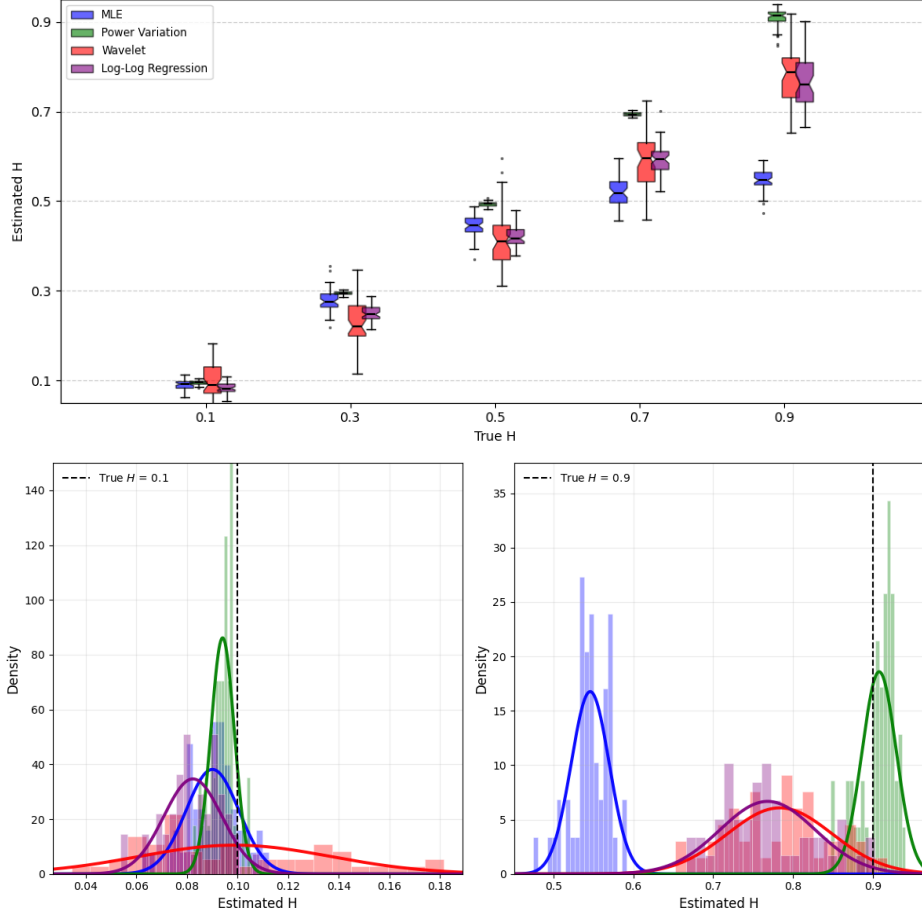 MLE
Power Variation
Wavelet
Log-Log Regression
Estimated H
0.9
0.7
0.5
0.3
0.1
0.1 0.3 0.5 0.7 0.9
True H
True H = 0.1
Density
140
120
100
80
60
40
20
0
0.04 0.06 0.08 0.10 0.12 0.14 0.16 0.18
Estimated H
True H = 0.9
Density
35
30
25
20
15
10
5
0
0.5 0.6 0.7 0.8 0.9
Estimated H